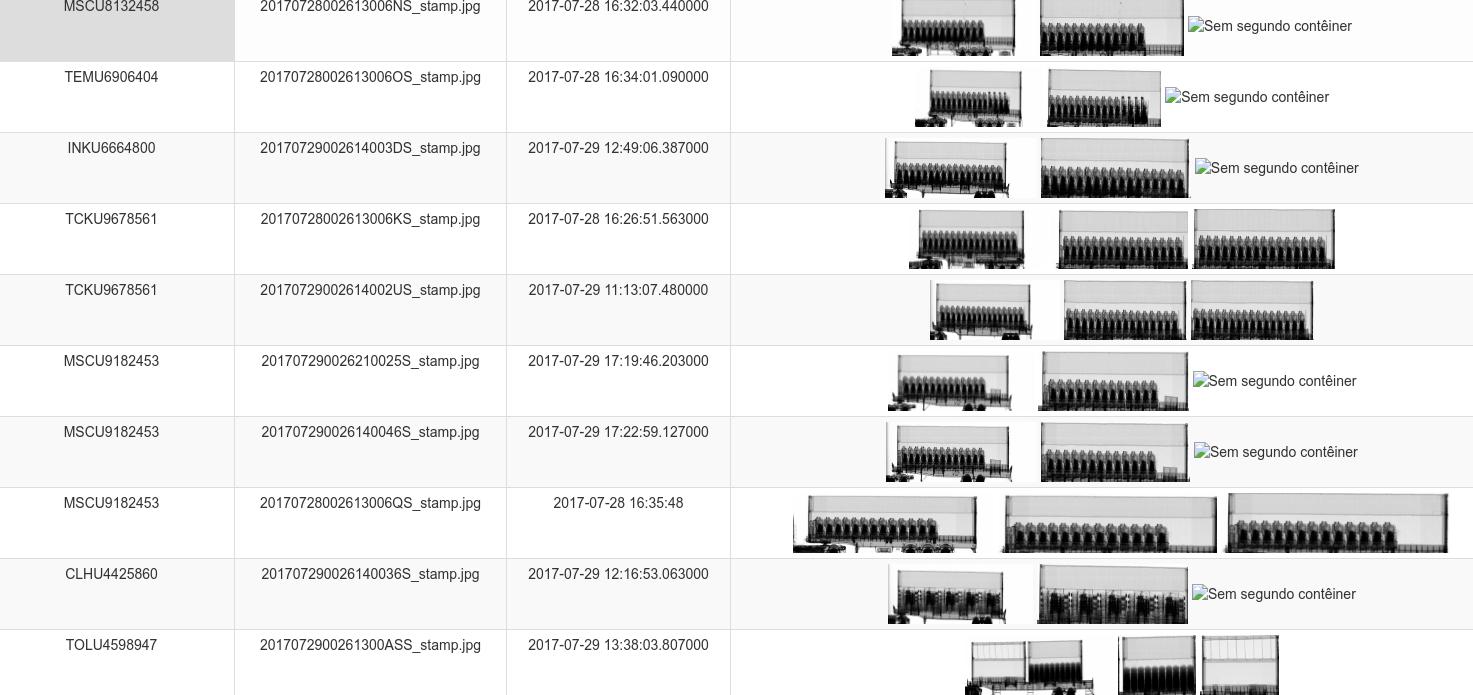 MSCU8132458 20170728002613006NS_stamp.jpg 2017-07-28 16:32:03.440000 Sem segundo contêiner
TEMU6906404 20170728002613006OS_stamp.jpg 2017-07-28 16:34:01.090000 Sem segundo contêiner
INKU6664800 20170729002614003DS_stamp.jpg 2017-07-29 12:49:06.387000 Sem segundo contêiner
TCKU9678561 20170728002613006KS_stamp.jpg 2017-07-28 16:26:51.563000
TCKU9678561 20170729002614002US_stamp.jpg 2017-07-29 11:13:07.480000
MSCU9182453 201707290026210025S_stamp.jpg 2017-07-29 17:19:46.203000 Sem segundo contêiner
MSCU9182453 201707290026140046S_stamp.jpg 2017-07-29 17:22:59.127000 Sem segundo contêiner
MSCU9182453 20170728002613006QS_stamp.jpg 2017-07-28 16:35:48
CLHU4425860 201707290026140036S_stamp.jpg 2017-07-29 12:16:53.063000 Sem segundo contêiner
TOLU4598947 2017072900261300ASS_stamp.jpg 2017-07-29 13:38:03.807000